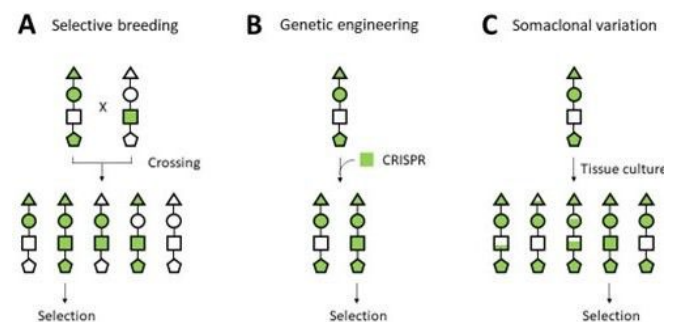 A Selective breeding
B Genetic engineering
C Somaclonal variation
X
Crossing
CRISPR
Tissue culture
Selection
Selection
Selection